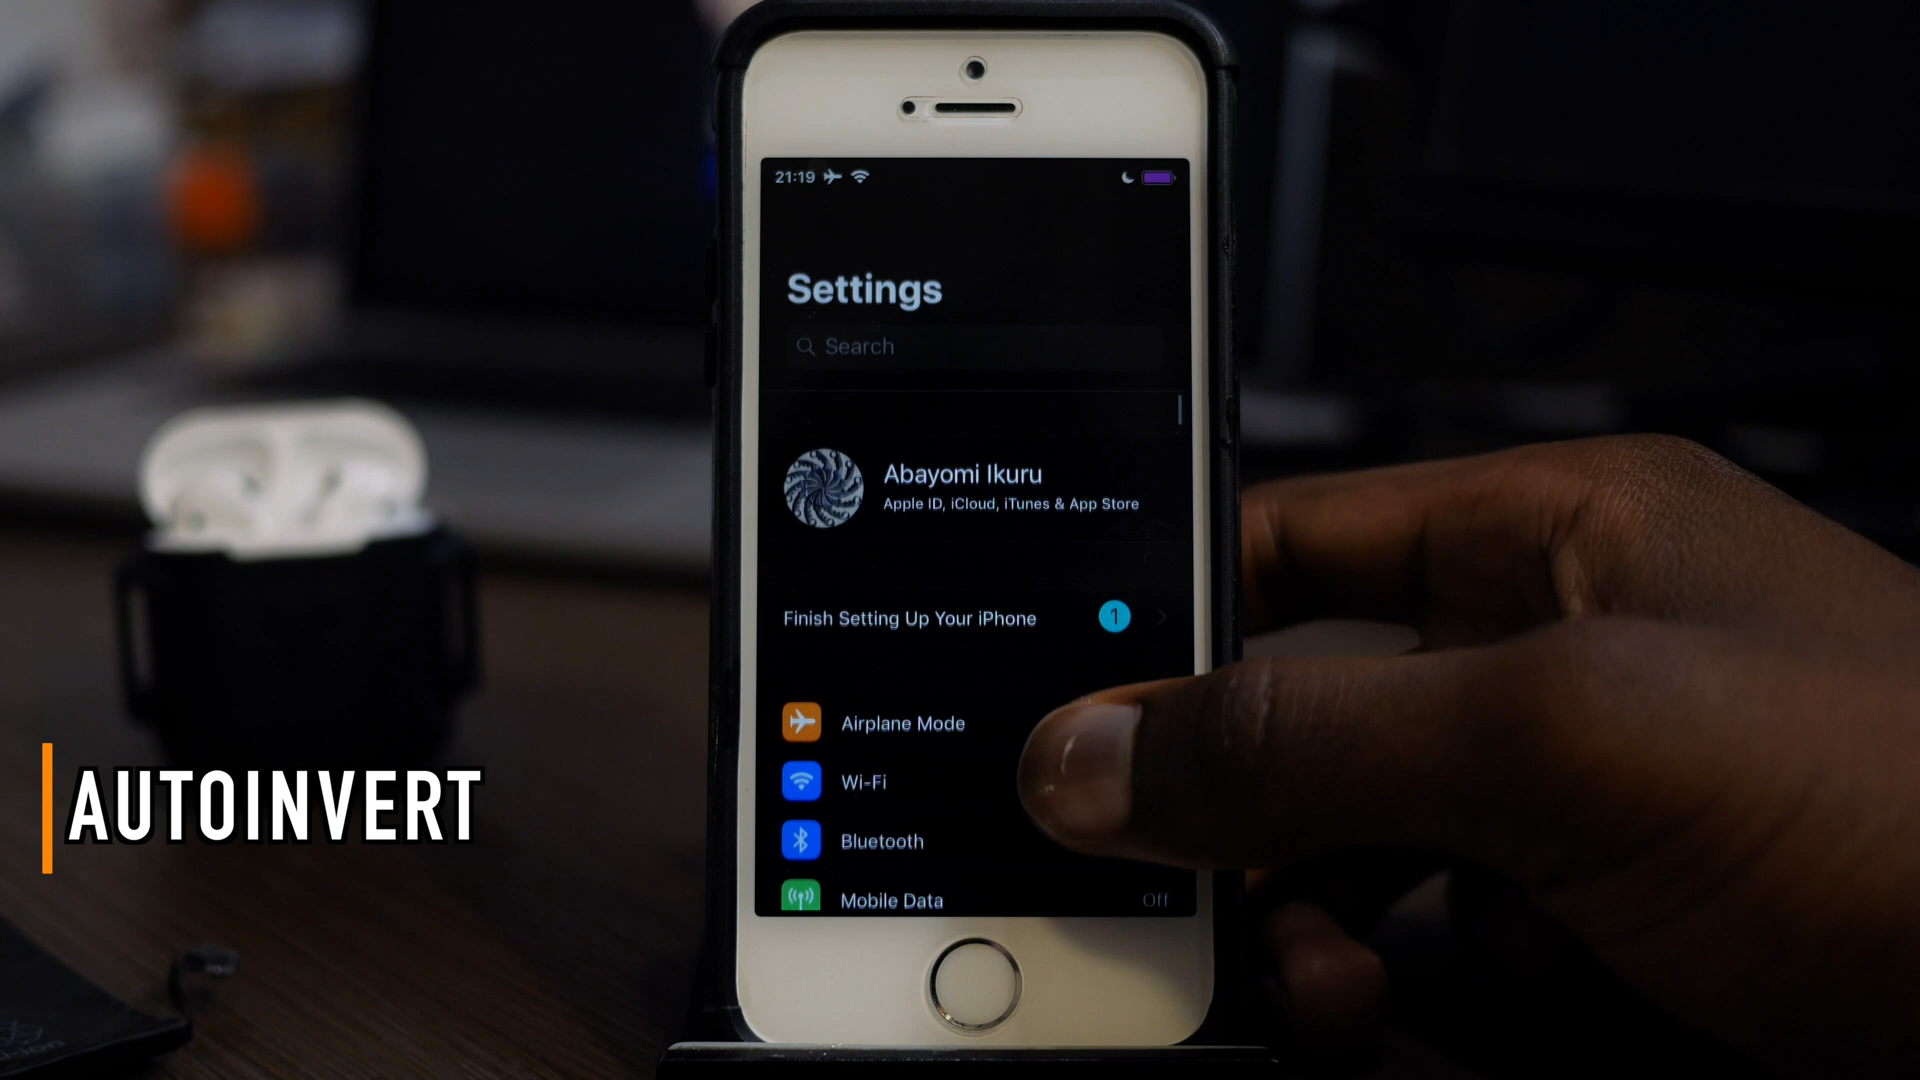 21:19
Settings
Search
Abayomi Ikuru
Apple ID, iCloud, iTunes & App Store
Finish Setting Up Your iPhone 1
Airplane Mode
Wi-Fi
Bluetooth
Mobile Data Off
AUTOINVERT